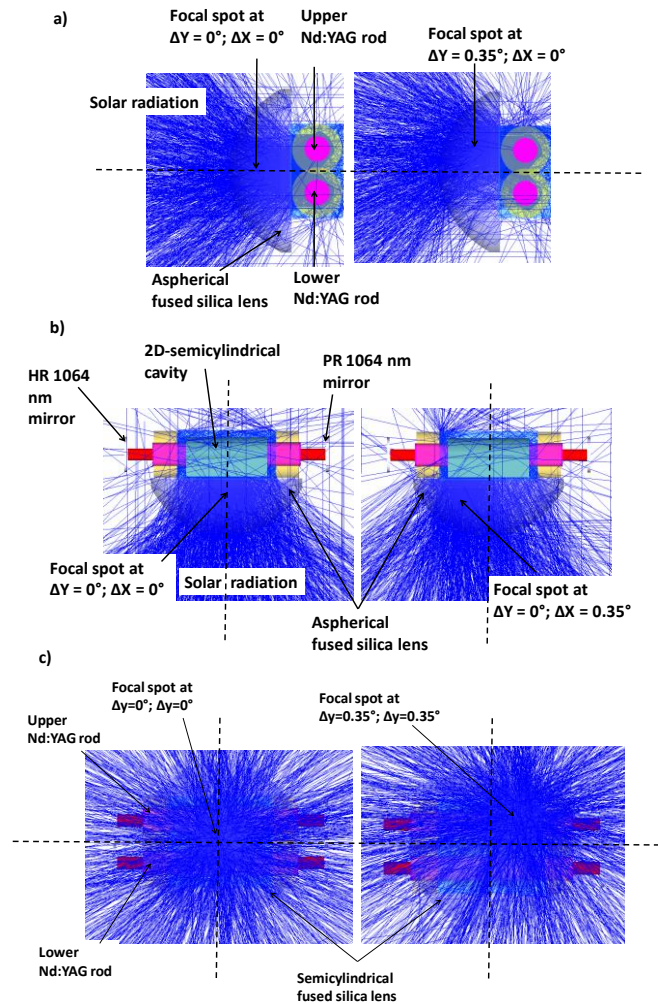 a)
Focal spot at
ΔY = 0°; ΔX = 0°
Upper
Nd:YAG rod
Focal spot at
ΔY = 0.35°; ΔX = 0°
Solar radiation
Aspherical
fused silica lens
Lower
Nd:YAG rod
b)
2D-semicylindrical
cavity
HR 1064
nm
mirror
PR 1064 nm
mirror
Focal spot at
ΔY = 0°; ΔX = 0°
Solar radiation
Aspherical
fused silica lens
Focal spot at
ΔY = 0°; ΔX = 0.35°
c)
Focal spot at
Δy=0°; Δy=0°
Focal spot at
Δy=0.35°; Δy=0.35°
Upper
Nd:YAG rod
Lower
Nd:YAG rod
Semicylindrical
fused silica lens